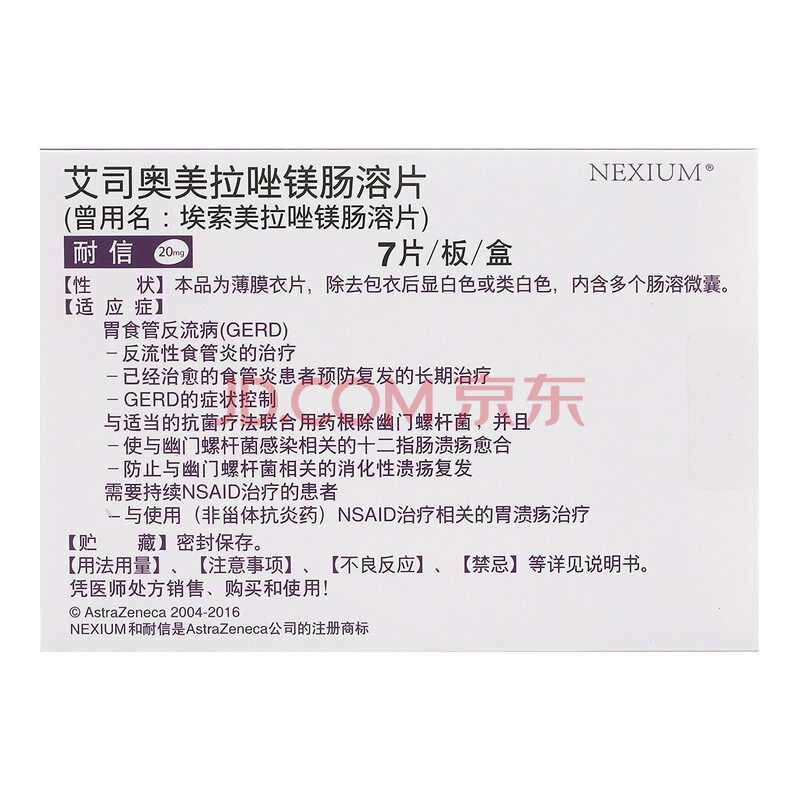 NEXIUM®
艾司奥美拉唑镁肠溶片
(曾用名：埃索美拉唑镁肠溶片)
耐信 20mg 7片/板/盒
【性 状】本品为薄膜衣片，除去包衣后显白色或类白色，内含多个肠溶微囊。
【适应症】
胃食管反流病(GERD)
–反流性食管炎的治疗
–已经治愈的食管炎患者预防复发的长期治疗
–GERD的症状控制
JD.COM 京东
与适当的抗菌疗法联合用药根除幽门螺杆菌，并且
–使与幽门螺杆菌感染相关的十二指肠溃疡愈合
–防止与幽门螺杆菌相关的消化性溃疡复发
需要持续NSAID治疗的患者
–与使用（非甾体抗炎药）NSAID治疗相关的胃溃疡治疗
【贮 藏】密封保存。
【用法用量】、【注意事项】、【不良反应】、【禁忌】等详见说明书。
凭医师处方销售、购买和使用！
© AstraZeneca 2004-2016
NEXIUM和耐信是AstraZeneca公司的注册商标